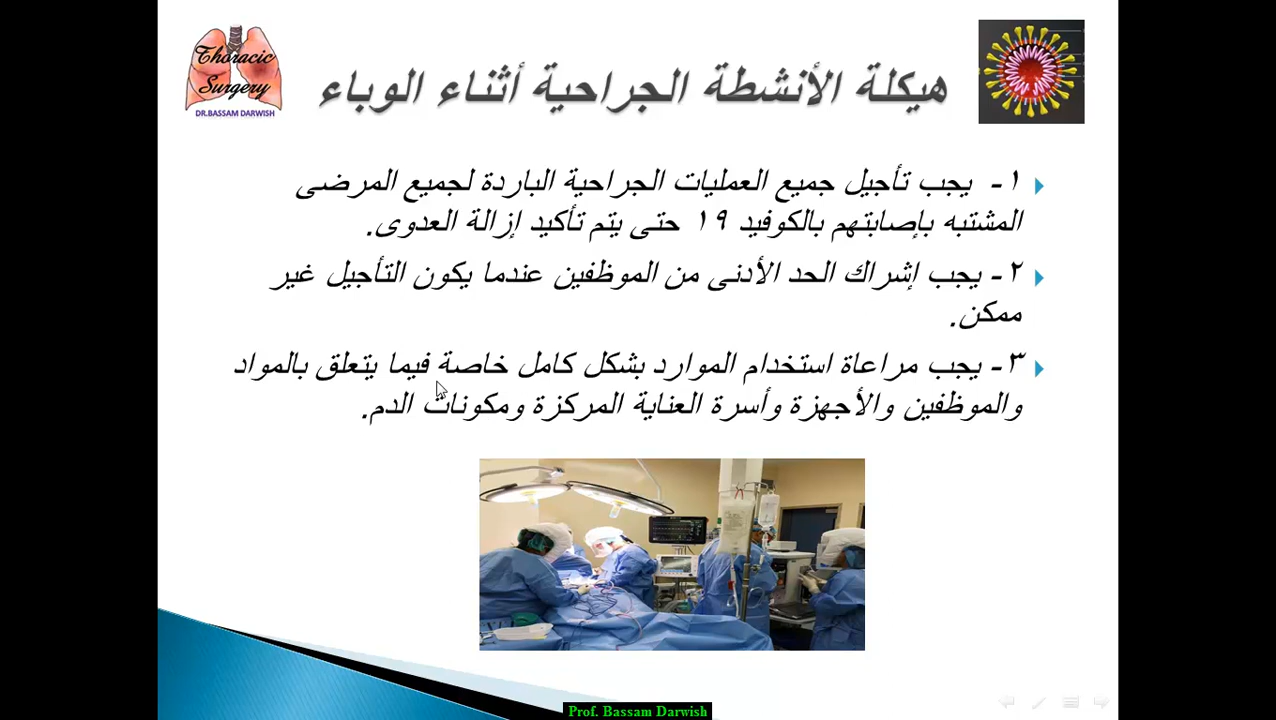 Thoracic
Surgery
DR.BASSAM DARWISH
هيكلة الأنشطة الجراحية أثناء الوباء
١- يجب تأجيل جميع العمليات الجراحية الباردة لجميع المرضى
المشتبه بإصابتهم بالكوفيد ١٩ حتى يتم تأكيد إزالة العدوى.
٢- يجب إشراك الحد الأدنى من الموظفين عندما يكون التأجيل غير
ممكن.
٣- يجب مراعاة استخدام الموارد بشكل كامل خاصة فيما يتعلق بالمواد
والموظفين والأجهزة وأسرة العناية المركزة ومكونات الدم.
Prof. Bassam Darwish